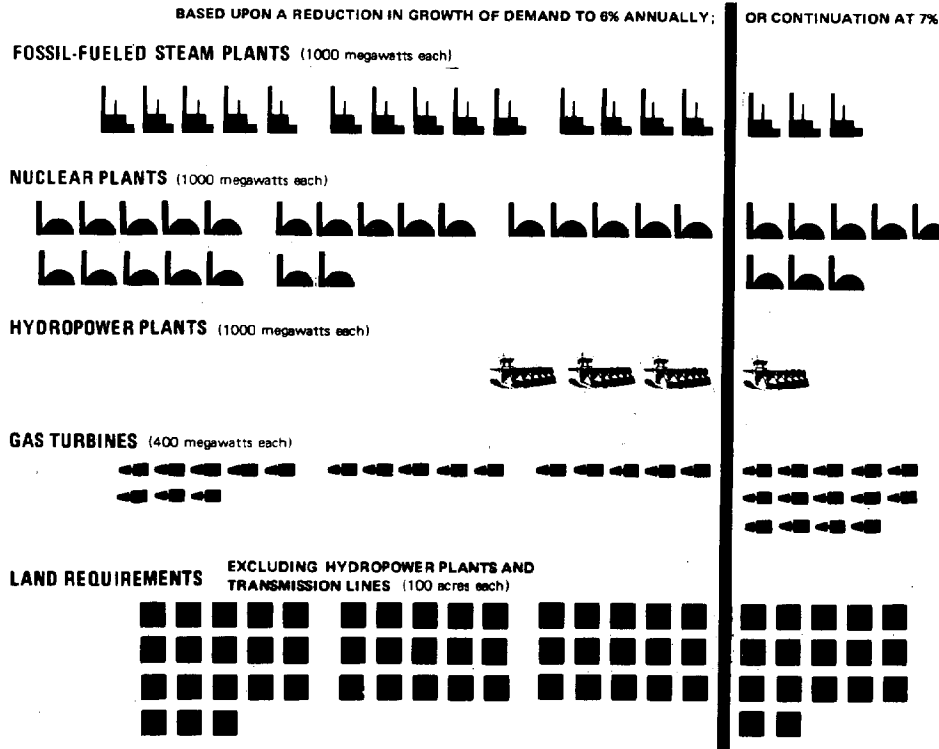 BASED UPON A REDUCTION IN GROWTH OF DEMAND TO 6% ANNUALLY; OR CONTINUATION AT 7%
FOSSIL-FUELED STEAM PLANTS (1000 megawatts each)
NUCLEAR PLANTS (1000 megawatts each)
HYDROPOWER PLANTS (1000 megawatts each)
GAS TURBINES (400 megawatts each)
LAND REQUIREMENTS EXCLUDING HYDROPOWER PLANTS AND
TRANSMISSION LINES (100 acres each)